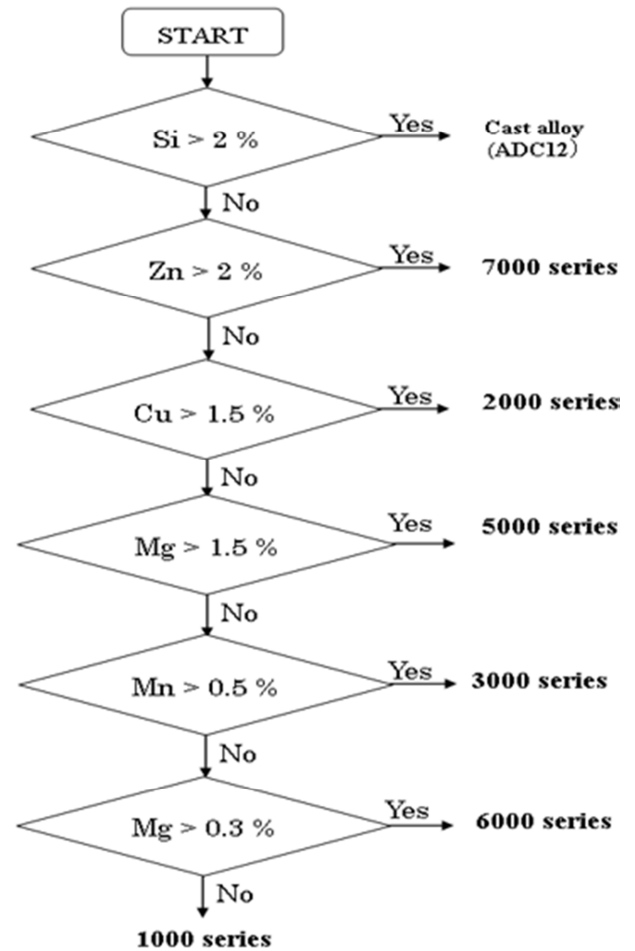 START
Si > 2 %
Yes
Cast alloy
(ADC12)
No
Zn > 2 %
Yes
7000 series
No
Cu > 1.5 %
Yes
2000 series
No
Mg > 1.5 %
Yes
5000 series
No
Mn > 0.5 %
Yes
3000 series
No
Mg > 0.3 %
Yes
6000 series
No
1000 series